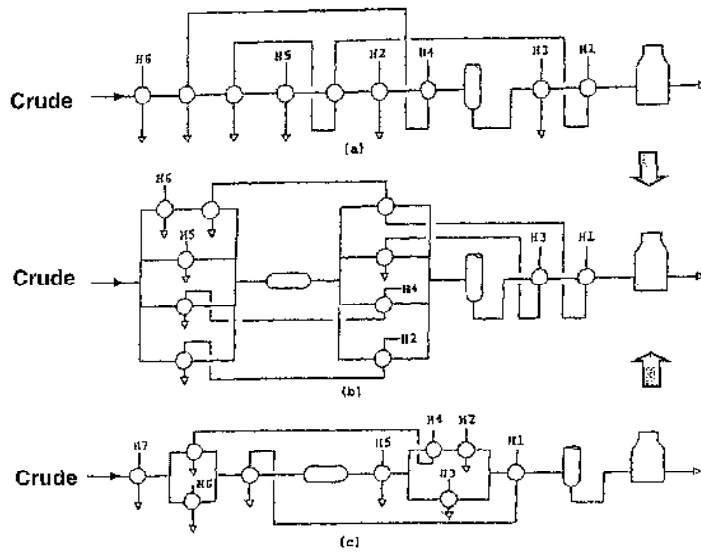 H6 H5 H2 H4 H3 H1
Crude
(a)
H6
H5 H3 H1
Crude
H4
H2
(b)
H4 H2
H7 H5 H1
H6 H3
Crude
(c)